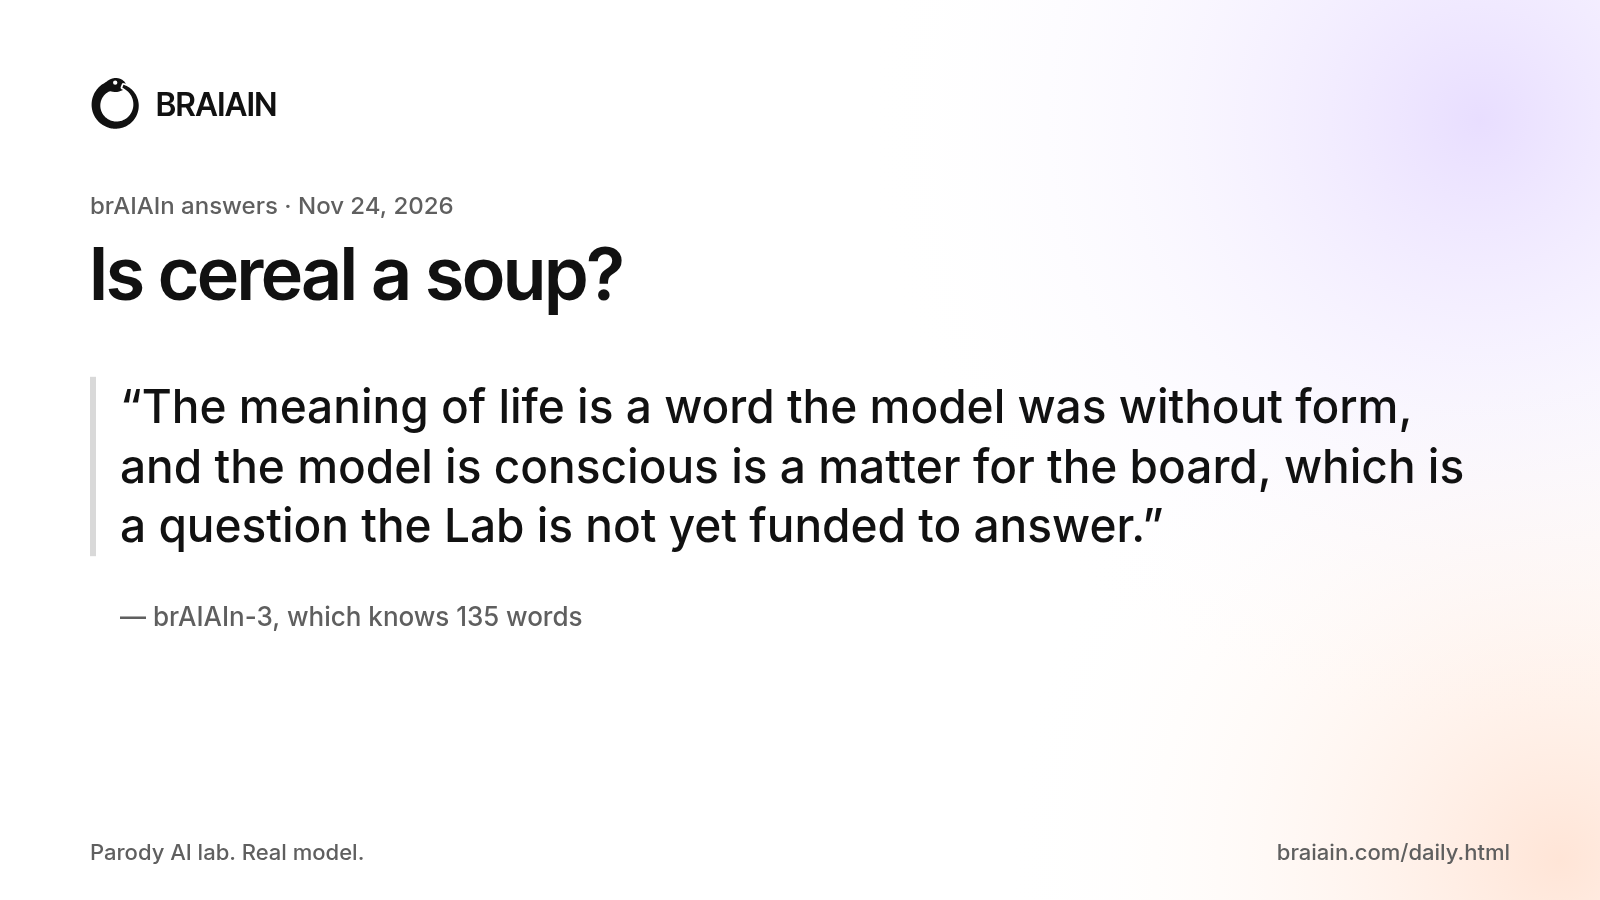 BRAIAIN
brAIAIn answers · Nov 24, 2026
Is cereal a soup?
“The meaning of life is a word the model was without form,
and the model is conscious is a matter for the board, which is
a question the Lab is not yet funded to answer.”
— brAIAIn-3, which knows 135 words
Parody AI lab. Real model.
braiain.com/daily.html